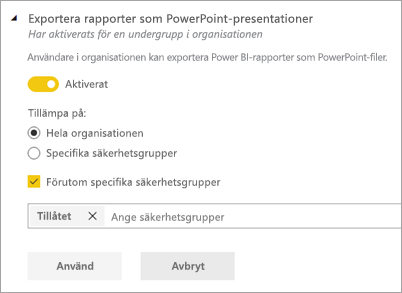 Exportera rapporter som PowerPoint-presentationer
Har aktiverats för en undergrupp i organisationen
Användare i organisationen kan exportera Power BI-rapporter som PowerPoint-filer.
Aktiverat
Tillämpa på:
Hela organisationen
Specifika säkerhetsgrupper
Förutom specifika säkerhetsgrupper
Tillåtet Ange säkerhetsgrupper
Använd Avbryt